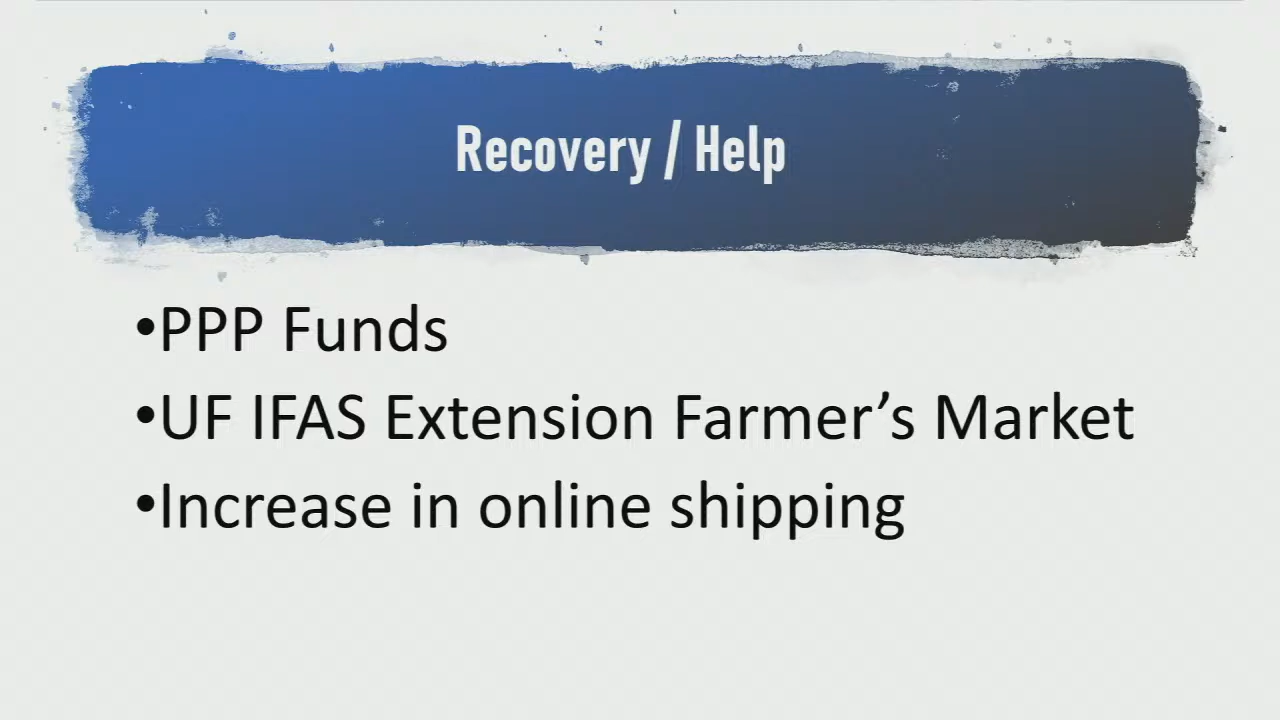 Recovery / Help
•PPP Funds
•UF IFAS Extension Farmer’s Market
•Increase in online shipping